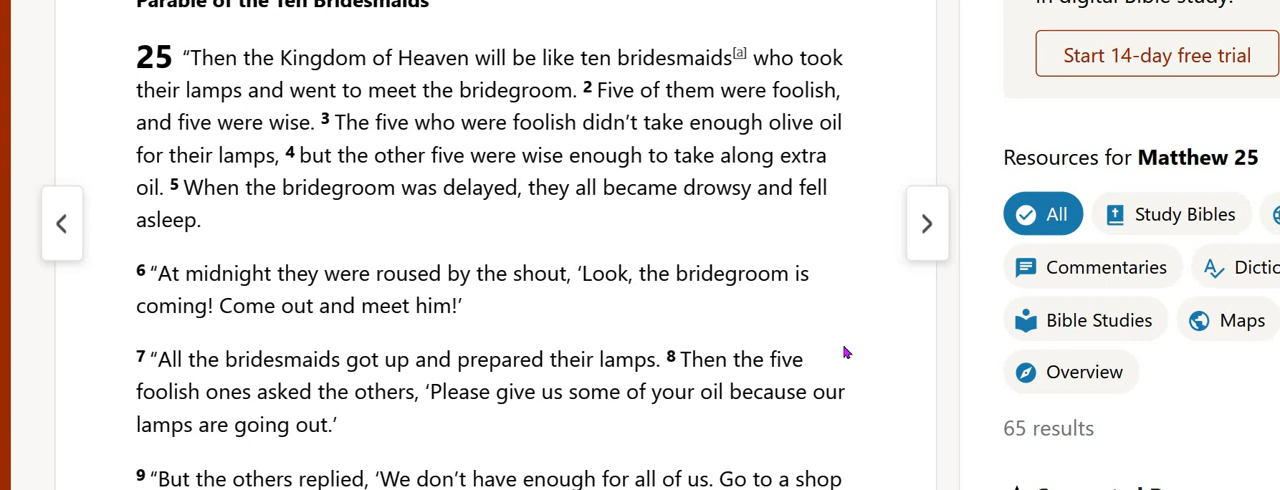 Parable of the Ten Bridesmaids
25 “Then the Kingdom of Heaven will be like ten bridesmaids[a] who took
their lamps and went to meet the bridegroom. 2 Five of them were foolish,
and five were wise. 3 The five who were foolish didn’t take enough olive oil
for their lamps, 4 but the other five were wise enough to take along extra
oil. 5 When the bridegroom was delayed, they all became drowsy and fell
asleep.
6 “At midnight they were roused by the shout, ‘Look, the bridegroom is
coming! Come out and meet him!’
7 “All the bridesmaids got up and prepared their lamps. 8 Then the five
foolish ones asked the others, ‘Please give us some of your oil because our
lamps are going out.’
9 “But the others replied, ‘We don’t have enough for all of us. Go to a shop
in digital Bible study.
Start 14-day free trial
Resources for Matthew 25
All
Study Bibles
Commentaries
Dictio
Bible Studies
Maps
Overview
65 results